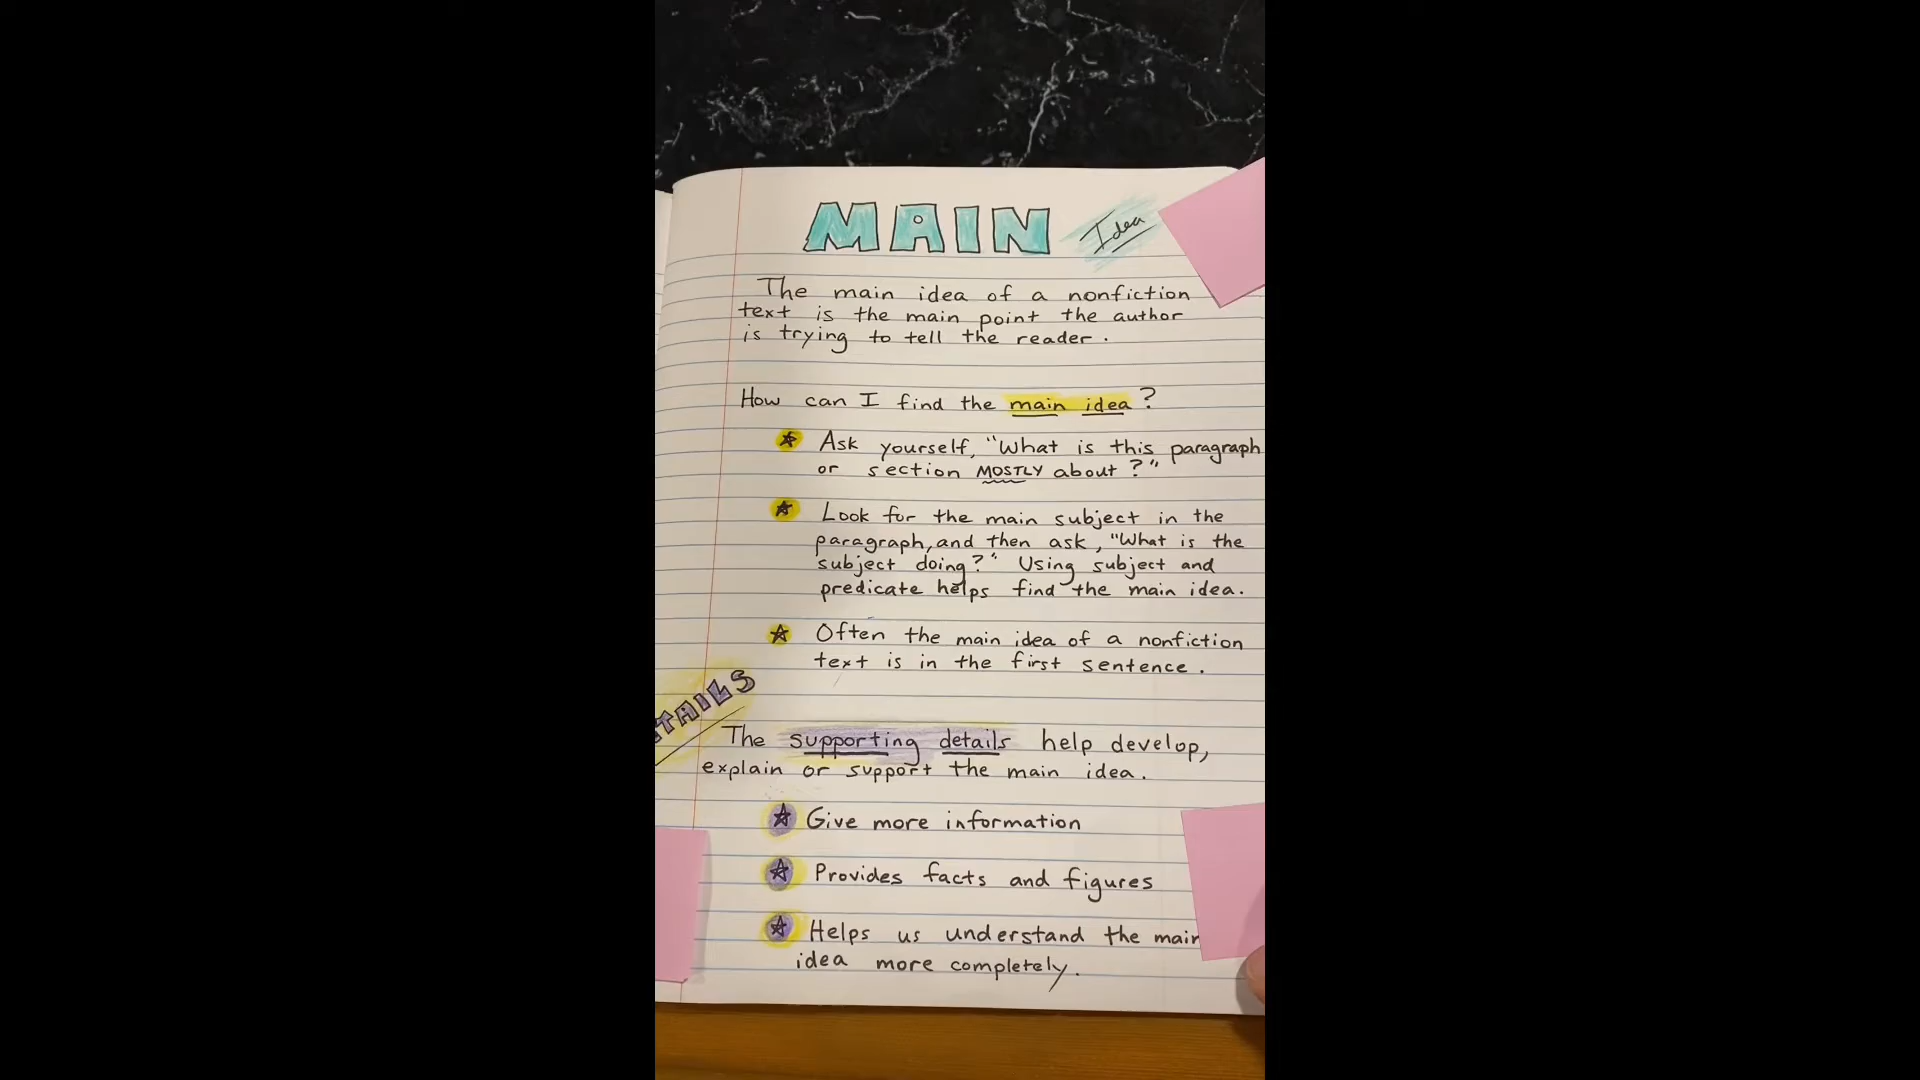 MAIN Idea
The main idea of a nonfiction
text is the main point the author
is trying to tell the reader.
How can I find the main idea?
Ask yourself, "What is this paragraph
or section MOSTLY about?"
Look for the main subject in the
paragraph, and then ask, "What is the
subject doing?" Using subject and
predicate helps find the main idea.
Often the main idea of a nonfiction
text is in the first sentence.
TAILS
The supporting details help develop,
explain or support the main idea.
Give more information
Provides facts and figures
Helps us understand the main
idea more completely.